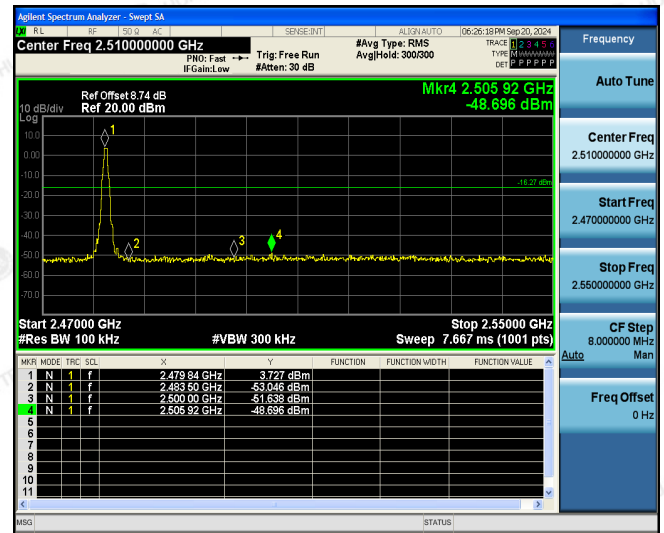 Agilent Spectrum Analyzer - Swept SA
LXI RL RF 50 Ω AC SENSE:INT ALIGN AUTO 06:26:18 PM Sep 20, 2024
Center Freq 2.510000000 GHz
PNO: Fast
IFGain:Low
Trig: Free Run
#Atten: 30 dB
#Avg Type: RMS
Avg|Hold: 300/300
TRACE 1 2 3 4 5 6
TYPE M W W W W W
DET P P P P P P
Ref Offset 8.74 dB
10 dB/div Ref 20.00 dBm
Log
Mkr4 2.505 92 GHz
-48.696 dBm
10.0
0.00
-10.0
-20.0
-30.0
-40.0
-50.0
-60.0
-70.0
1
2
3
4
-16.27 dBm
Start 2.47000 GHz Stop 2.55000 GHz
#Res BW 100 kHz #VBW 300 kHz Sweep 7.667 ms (1001 pts)
MKR MODE TRC SCL X Y FUNCTION FUNCTION WIDTH FUNCTION VALUE
1 N 1 f 2.479 84 GHz 3.727 dBm
2 N 1 f 2.483 50 GHz -53.046 dBm
3 N 1 f 2.500 00 GHz -51.638 dBm
4 N 1 f 2.505 92 GHz -48.696 dBm
5
6
7
8
9
10
11
MSG STATUS
Frequency
Auto Tune
Center Freq
2.510000000 GHz
Start Freq
2.470000000 GHz
Stop Freq
2.550000000 GHz
CF Step
8.000000 MHz
Auto Man
Freq Offset
0 Hz